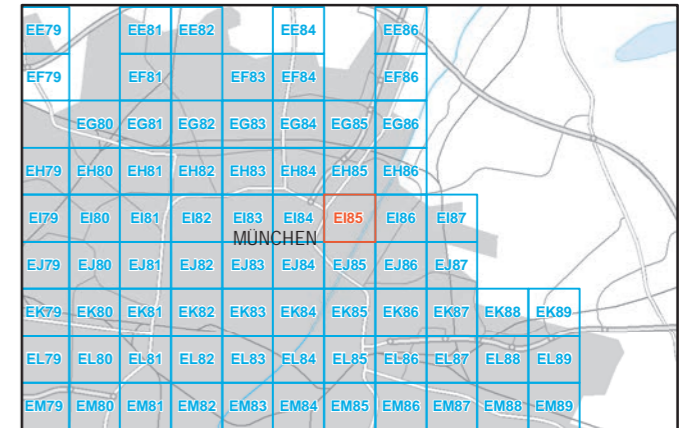 EE79 EE81 EE82 EE84 EE86
EF79 EF81 EF83 EF84 EF86
EG80 EG81 EG82 EG83 EG84 EG85 EG86
EH79 EH80 EH81 EH82 EH83 EH84 EH85 EH86
EI79 EI80 EI81 EI82 EI83 EI84 EI85 EI86 EI87
MÜNCHEN
EJ79 EJ80 EJ81 EJ82 EJ83 EJ84 EJ85 EJ86 EJ87
EK79 EK80 EK81 EK82 EK83 EK84 EK85 EK86 EK87 EK88 EK89
EL79 EL80 EL81 EL82 EL83 EL84 EL85 EL86 EL87 EL88 EL89
EM79 EM80 EM81 EM82 EM83 EM84 EM85 EM86 EM87 EM88 EM89